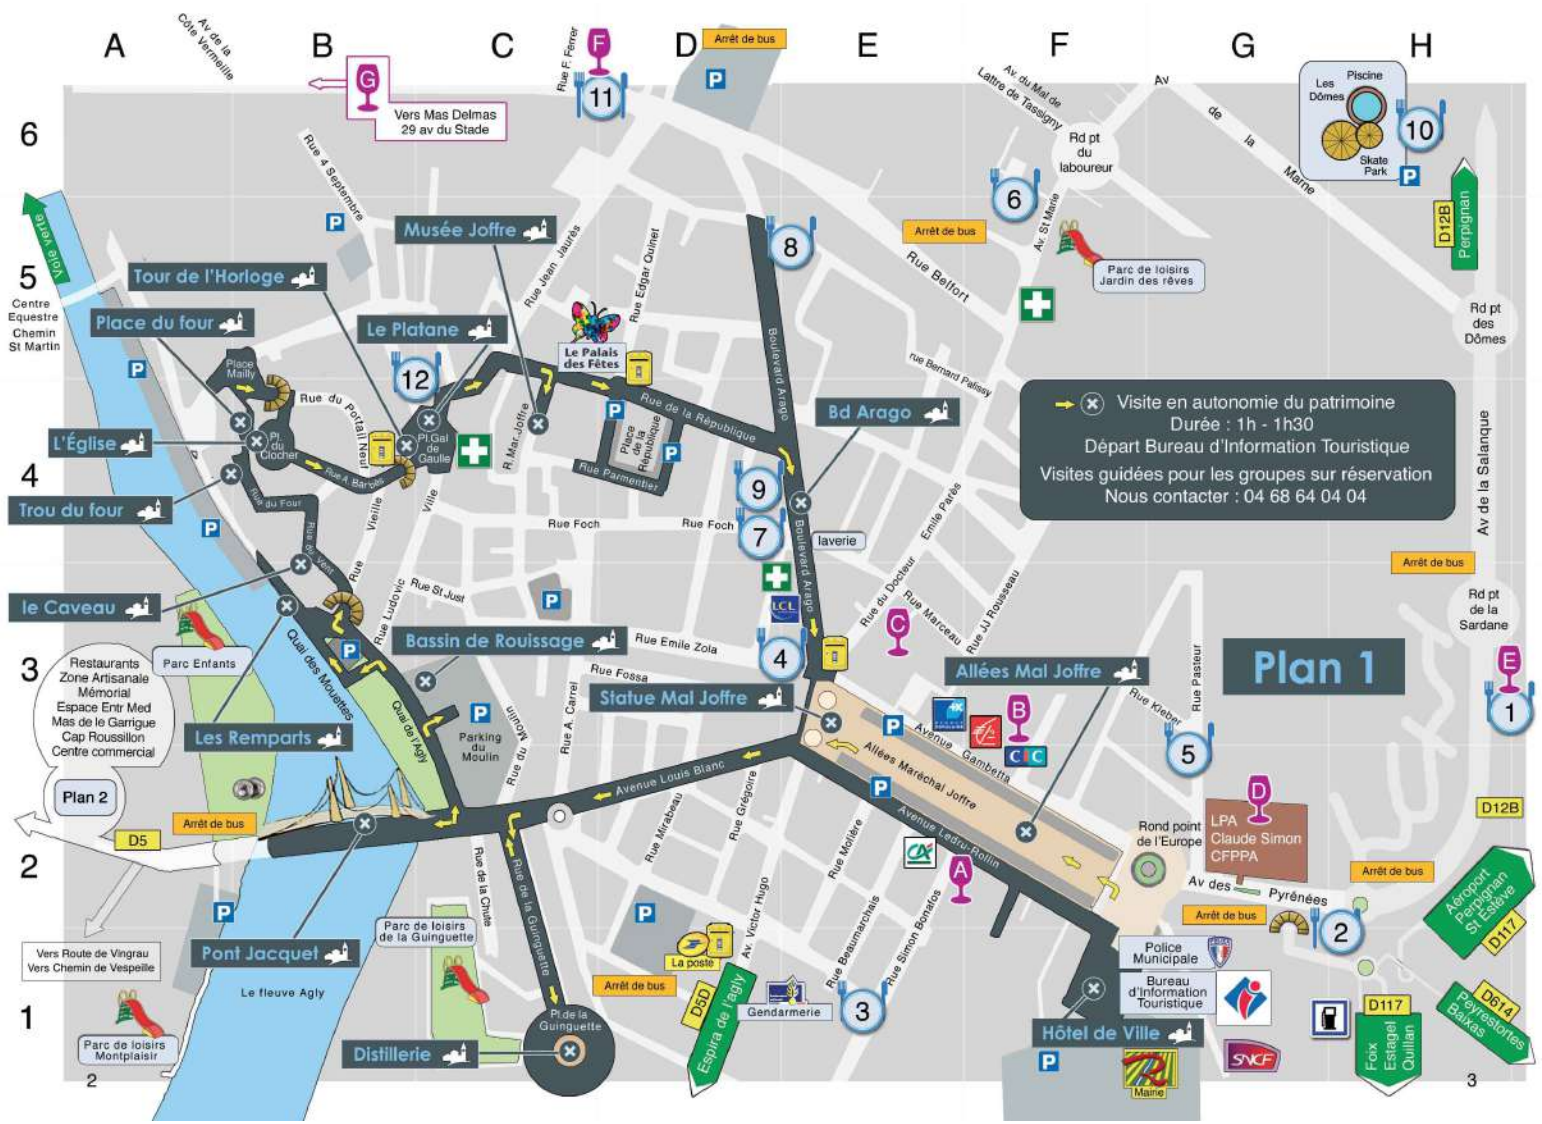 A
B
C
D
E
F
G
H
6
5
4
3
2
1
Av de la
Côte Vermeille
G
Vers Mas Delmas
29 av du Stade
Rue F. Ferrer
F
11
Arrêt de bus
P
Av. du Mal de
Lattre de Tassigny
Rd pt
du
laboureur
Av de la Marne
Les
Dômes
Piscine
Skate
Park
P
10
D12B
Perpignan
Voie verte
Centre
Equestre
Chemin
St Martin
Rue 4 Septembre
P
Musée Joffre
Tour de l'Horloge
Place du four
Le Platane
12
Rue Jean Jaurès
Rue Edgar Quinet
Le Palais
des Fêtes
8
Arrêt de bus
6
Av. St Marie
Rue Belfort
Parc de loisirs
Jardin des rêves
Rd pt
des
Dômes
P
Place
Mailly
Rue du Portail Neuf
L'Église
Pl.
du
Clocher
Rue A. Barbès
Pl.Gal
de
Gaulle
R. Mar. Joffre
P
Rue de la République
Place
de la
République
P
Rue Parmentier
Boulevard Arago
rue Bernard Palissy
Bd Arago
Visite en autonomie du patrimoine
Durée : 1h - 1h30
Départ Bureau d'Information Touristique
Visites guidées pour les groupes sur réservation
Nous contacter : 04 68 64 04 04
Av de la Salanque
Trou du four
P
Rue du Four
Rue du Vent
Rue Vieille
Ville
Rue Foch
Rue Foch
9
7
laverie
Boulevard Arago
Rue du Docteur Emile Parès
Arrêt de bus
le Caveau
Rue Ludovic
Rue St Just
P
LCL
Rue Marceau
Rue JJ Rousseau
C
Rd pt
de la
Sardane
Parc Enfants
P
Quai des Mouettes
Bassin de Rouissage
Rue Emile Zola
Rue Fossa
4
Statue Mal Joffre
Allées Mal Joffre
Rue Pasteur
Rue Kleber
Plan 1
E
1
Restaurants
Zone Artisanale
Mémorial
Espace Entr Med
Mas de le Garrigue
Cap Roussillon
Centre commercial
Plan 2
Les Remparts
Quai de l'Agly
P
Parking
du
Moulin
Rue du Moulin
Rue A. Carrel
P
B
CIC
Avenue Gambetta
Allées Maréchal Joffre
P
5
D
LPA
Claude Simon
CFPPA
D12B
D5
Arrêt de bus
Avenue Louis Blanc
Rue Mirabeau
Rue Grégoire
Rue Molière
Avenue Ledru-Rollin
CA
A
Rond point
de l'Europe
Av des Pyrénées
Arrêt de bus
Arrêt de bus
2
Aéroport
Perpignan
St Estève
D117
P
Vers Route de Vingrau
Vers Chemin de Vespeille
Pont Jacquet
Le fleuve Agly
Rue de la Chute
Parc de loisirs
de la Guinguette
Rue de la Guinguette
P
La poste
Av. Victor Hugo
Rue Beaumarchais
Rue Simon Bonafos
Police
Municipale
Bureau
d'Information
Touristique
Arrêt de bus
D5D
Espira de l'agly
Gendarmerie
3
Hôtel de Ville
P
Mairie
SNCF
D117
Foix
Estagel
Quillan
D614
Peyrestortes
Baixas
Parc de loisirs
Montplaisir
Distillerie
Pl.de la
Guinguette
2
3